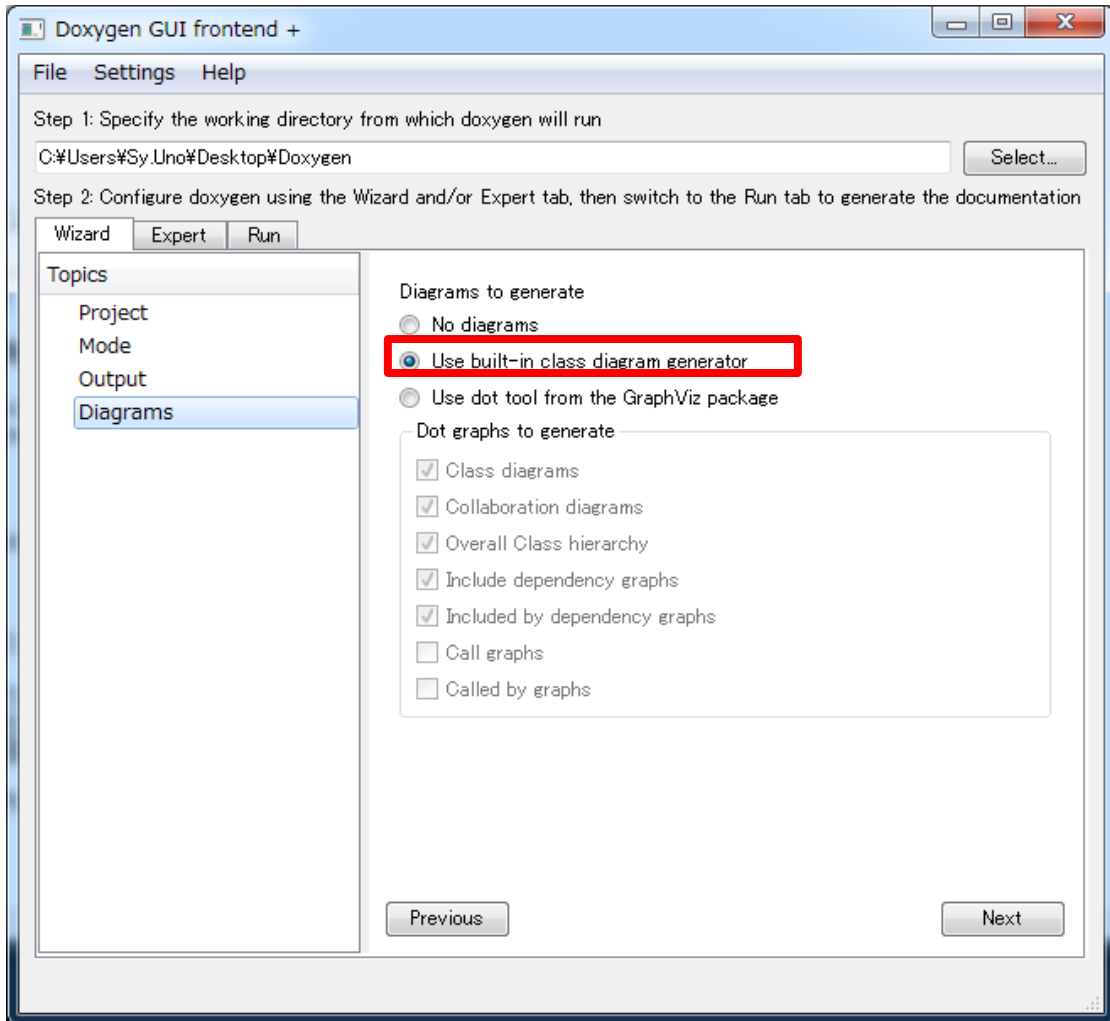 Doxygen GUI frontend +
File Settings Help
Step 1: Specify the working directory from which doxygen will run
C:¥Users¥Sy.Uno¥Desktop¥Doxygen
Select...
Step 2: Configure doxygen using the Wizard and/or Expert tab, then switch to the Run tab to generate the documentation
Wizard Expert Run
Topics
Project
Mode
Output
Diagrams
Diagrams to generate
No diagrams
Use built-in class diagram generator
Use dot tool from the GraphViz package
Dot graphs to generate
Class diagrams
Collaboration diagrams
Overall Class hierarchy
Include dependency graphs
Included by dependency graphs
Call graphs
Called by graphs
Previous Next